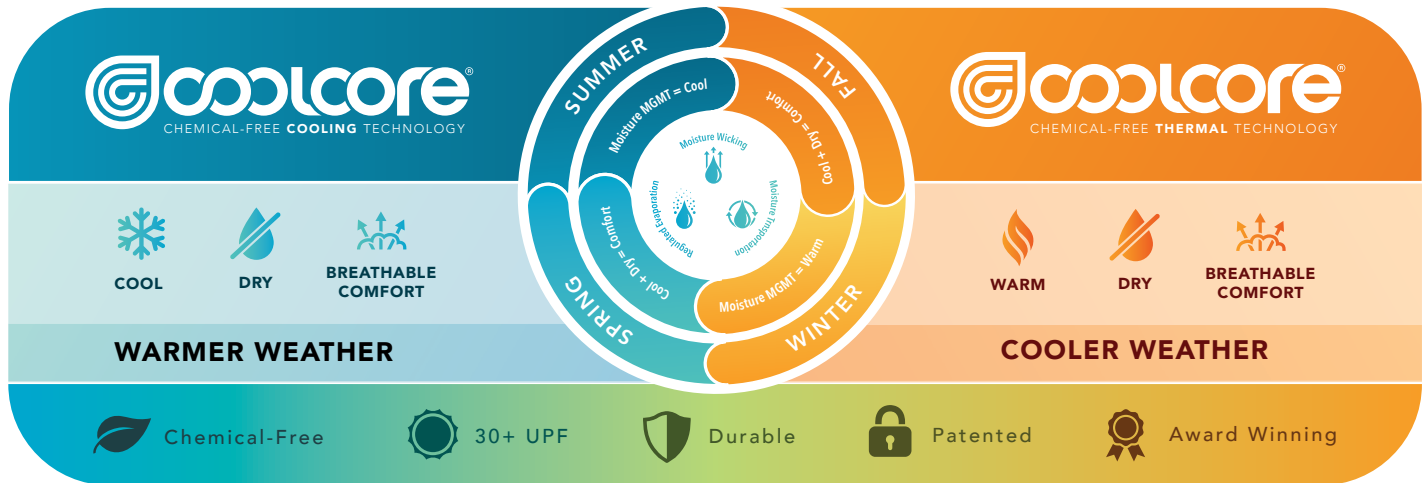 coolcore®
CHEMICAL-FREE COOLING TECHNOLOGY
COOL
DRY
BREATHABLE
COMFORT
WARMER WEATHER
SUMMER
FALL
WINTER
SPRING
Moisture MGMT = Cool
Cool + Dry = Comfort
Moisture MGMT = Warm
Cool + Dry = Comfort
Moisture Wicking
Moisture Trnsportation
Regulated Evaporation
coolcore®
CHEMICAL-FREE THERMAL TECHNOLOGY
WARM
DRY
BREATHABLE
COMFORT
COOLER WEATHER
Chemical-Free
30+ UPF
Durable
Patented
Award Winning